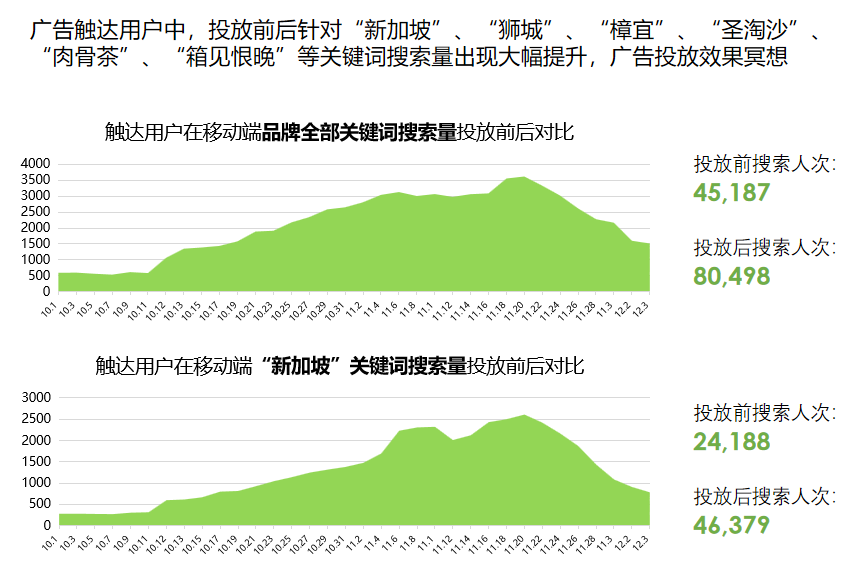 广告触达用户中，投放前后针对“新加坡”、“狮城”、“樟宜”、“圣淘沙”、
“肉骨茶”、“箱见恨晚”等关键词搜索量出现大幅提升，广告投放效果冥想
触达用户在移动端品牌全部关键词搜索量投放前后对比
4000
3500
3000
2500
2000
1500
1000
500
0
10.1 10.3 10.5 10.7 10.9 10.11 10.12 10.13 10.15 10.17 10.19 10.21 10.23 10.25 10.27 10.29 10.31 11.2 11.4 11.6 11.8 11.1 11.12 11.14 11.16 11.18 11.20 11.22 11.24 11.26 11.28 11.3 12.2 12.3
投放前搜索人次：
45,187
投放后搜索人次：
80,498
触达用户在移动端“新加坡”关键词搜索量投放前后对比
3000
2500
2000
1500
1000
500
0
10.1 10.3 10.5 10.7 10.9 10.11 10.12 10.13 10.15 10.17 10.19 10.21 10.23 10.25 10.27 10.29 10.31 11.2 11.4 11.6 11.8 11.1 11.12 11.14 11.16 11.18 11.20 11.22 11.24 11.26 11.28 11.3 12.2 12.3
投放前搜索人次：
24,188
投放后搜索人次：
46,379